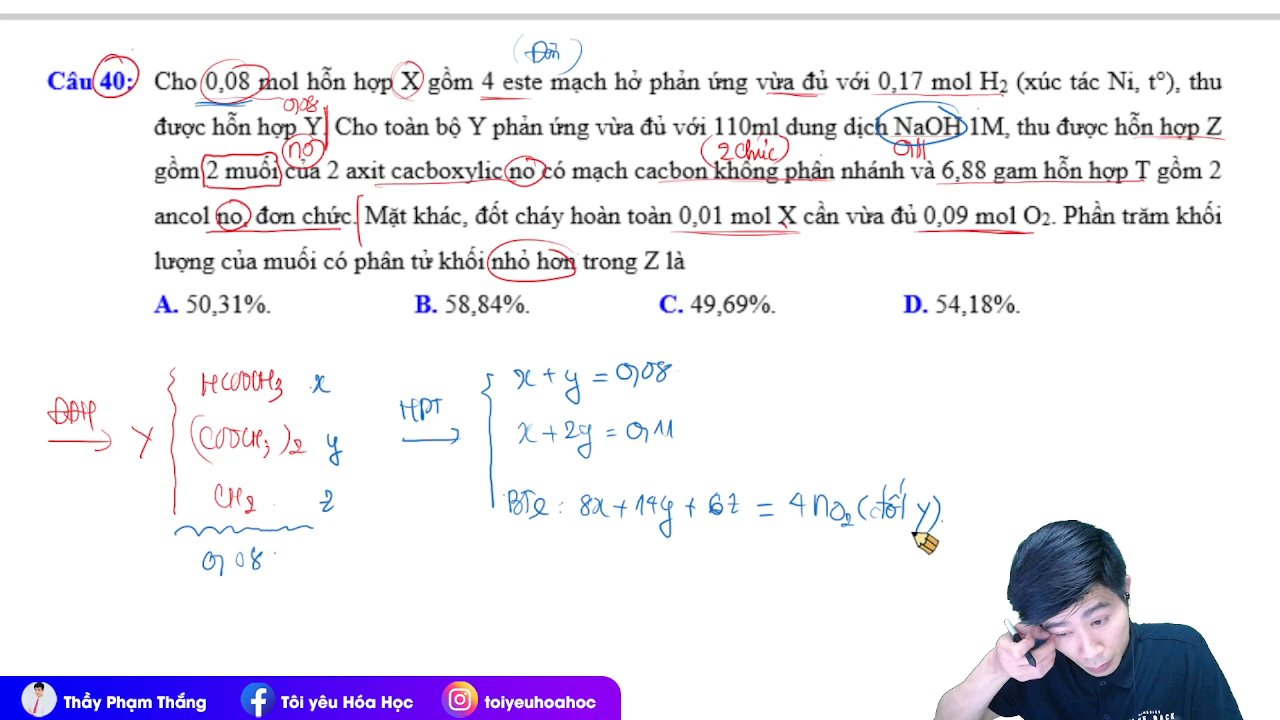 (Đơn)
Câu 40: Cho 0,08 mol hỗn hợp X gồm 4 este mạch hở phản ứng vừa đủ với 0,17 mol H₂ (xúc tác Ni, t°), thu
0,08
được hỗn hợp Y. Cho toàn bộ Y phản ứng vừa đủ với 110ml dung dịch NaOH 1M, thu được hỗn hợp Z
no
2 chức
0,11
gồm 2 muối của 2 axit cacboxylic no có mạch cacbon không phân nhánh và 6,88 gam hỗn hợp T gồm 2
ancol no, đơn chức. Mặt khác, đốt cháy hoàn toàn 0,01 mol X cần vừa đủ 0,09 mol O₂. Phần trăm khối
lượng của muối có phân tử khối nhỏ hơn trong Z là
A. 50,31%. B. 58,84%. C. 49,69%. D. 54,18%.
ĐĐH Y
HCOOCH₃ x
(COOCH₃)₂ y
CH₂ z
0,08
HPT
x + y = 0,08
x + 2y = 0,11
BTe : 8x + 14y + 6z = 4nO₂ (đốt Y).
Thầy Phạm Thắng
Tôi yêu Hóa Học
toiyeuhoahoc